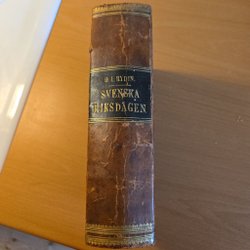 H. L. RYDIN.
SVENSKA
RIKSDAGEN.